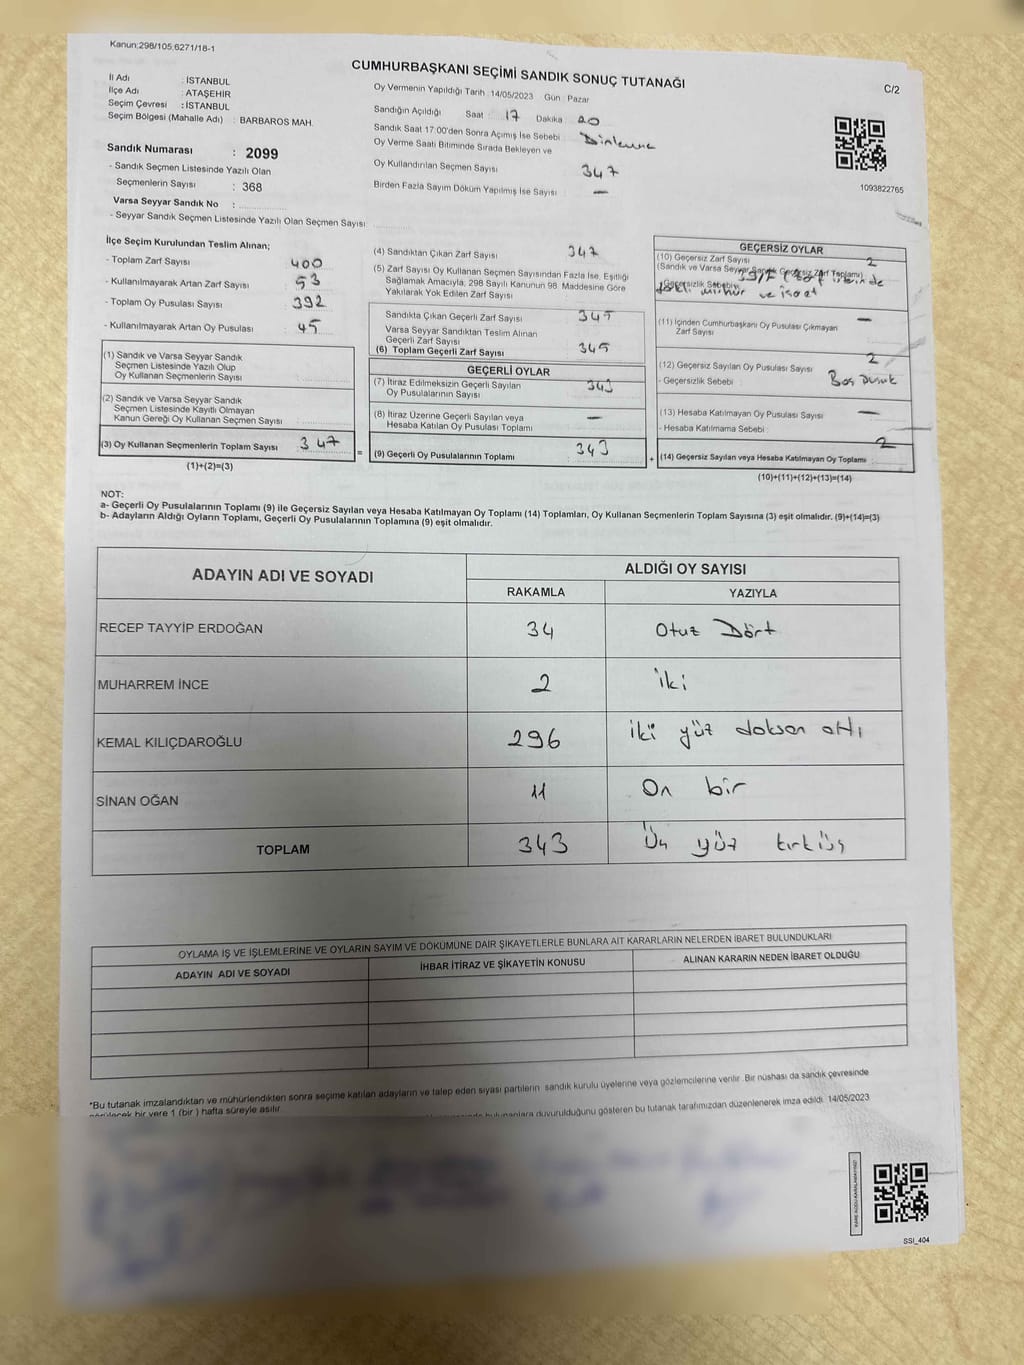 Kanun;298/105,6271/18-1
CUMHURBAŞKANI SEÇİMİ SANDIK SONUÇ TUTANAĞI
C/2
İl Adı : İSTANBUL
İlçe Adı : ATAŞEHİR
Seçim Çevresi : İSTANBUL
Seçim Bölgesi (Mahalle Adı) : BARBAROS MAH.
Sandık Numarası : 2099
- Sandık Seçmen Listesinde Yazılı Olan
Seçmenlerin Sayısı : 368
Varsa Seyyar Sandık No :
- Seyyar Sandık Seçmen Listesinde Yazılı Olan Seçmen Sayısı
Oy Vermenin Yapıldığı Tarih :14/05/2023 Gün : Pazar
Sandığın Açıldığı Saat : 17 Dakika : 20
Sandık Saat 17:00'den Sonra Açılmış İse Sebebi :
Oy Verme Saati Bitiminde Sırada Bekleyen ve
Oy Kullandırılan Seçmen Sayısı 347
Birden Fazla Sayım Döküm Yapılmış İse Sayısı : —
1093822765
İlçe Seçim Kurulundan Teslim Alınan;
- Toplam Zarf Sayısı : 400
- Kullanılmayarak Artan Zarf Sayısı : 53
- Toplam Oy Pusulası Sayısı : 392
- Kullanılmayarak Artan Oy Pusulası : 45
(1) Sandık ve Varsa Seyyar Sandık
Seçmen Listesinde Yazılı Olup
Oy Kullanan Seçmenlerin Sayısı
(2) Sandık ve Varsa Seyyar Sandık
Seçmen Listesinde Kayıtlı Olmayan
Kanun Gereği Oy Kullanan Seçmen Sayısı
(3) Oy Kullanan Seçmenlerin Toplam Sayısı 347
(1)+(2)=(3)
=
(4) Sandıktan Çıkan Zarf Sayısı 347
(5) Zarf Sayısı Oy Kullanan Seçmen Sayısından Fazla İse, Eşitliği
Sağlamak Amacıyla, 298 Sayılı Kanunun 98. Maddesine Göre
Yakılarak Yok Edilen Zarf Sayısı
Sandıkta Çıkan Geçerli Zarf Sayısı 345
Varsa Seyyar Sandıktan Teslim Alınan
Geçerli Zarf Sayısı
(6) Toplam Geçerli Zarf Sayısı 345
GEÇERLİ OYLAR
(7) İtiraz Edilmeksizin Geçerli Sayılan
Oy Pusulalarının Sayısı 343
(8) İtiraz Üzerine Geçerli Sayılan veya
Hesaba Katılan Oy Pusulası Toplamı —
(9) Geçerli Oy Pusulalarının Toplamı 343
+
GEÇERSİZ OYLAR
(10) Geçersiz Zarf Sayısı 2
(Sandık ve Varsa Seyyar Sandık Geçersiz Zarf Toplamı)
- Geçersizlik Sebebi : mühür ve işaret
(11) İçinden Cumhurbaşkanı Oy Pusulası Çıkmayan
Zarf Sayısı —
(12) Geçersiz Sayılan Oy Pusulası Sayısı 2
- Geçersizlik Sebebi : Boş
(13) Hesaba Katılmayan Oy Pusulası Sayısı —
- Hesaba Katılmama Sebebi :
(14) Geçersiz Sayılan veya Hesaba Katılmayan Oy Toplamı 2
(10)+(11)+(12)+(13)=(14)
NOT:
a- Geçerli Oy Pusulalarının Toplamı (9) ile Geçersiz Sayılan veya Hesaba Katılmayan Oy Toplamı (14) Toplamları, Oy Kullanan Seçmenlerin Toplam Sayısına (3) eşit olmalıdır. (9)+(14)=(3)
b- Adayların Aldığı Oyların Toplamı, Geçerli Oy Pusulalarının Toplamına (9) eşit olmalıdır.
ADAYIN ADI VE SOYADI ALDIĞI OY SAYISI
RAKAMLA YAZIYLA
RECEP TAYYİP ERDOĞAN 34 Otuz Dört
MUHARREM İNCE 2 iki
KEMAL KILIÇDAROĞLU 296 iki yüz doksan altı
SİNAN OĞAN 11 On bir
TOPLAM 343 Üç yüz kırküç
OYLAMA İŞ VE İŞLEMLERİNE VE OYLARIN SAYIM VE DÖKÜMÜNE DAİR ŞİKAYETLERLE BUNLARA AİT KARARLARIN NELERDEN İBARET BULUNDUKLARI
ADAYIN ADI VE SOYADI İHBAR İTİRAZ VE ŞİKAYETİN KONUSU ALINAN KARARIN NEDEN İBARET OLDUĞU
*Bu tutanak imzalandıktan ve mühürlendikten sonra seçime katılan adayların ve talep eden siyasi partilerin sandık kurulu üyelerine veya gözlemcilerine verilir. Bir nüshası da sandık çevresinde
görülecek bir yere 1 (bir ) hafta süreyle asılır.
bulunanlara duyurulduğunu gösteren bu tutanak tarafımızdan düzenlenerek imza edildi. 14/05/2023
SSI_404